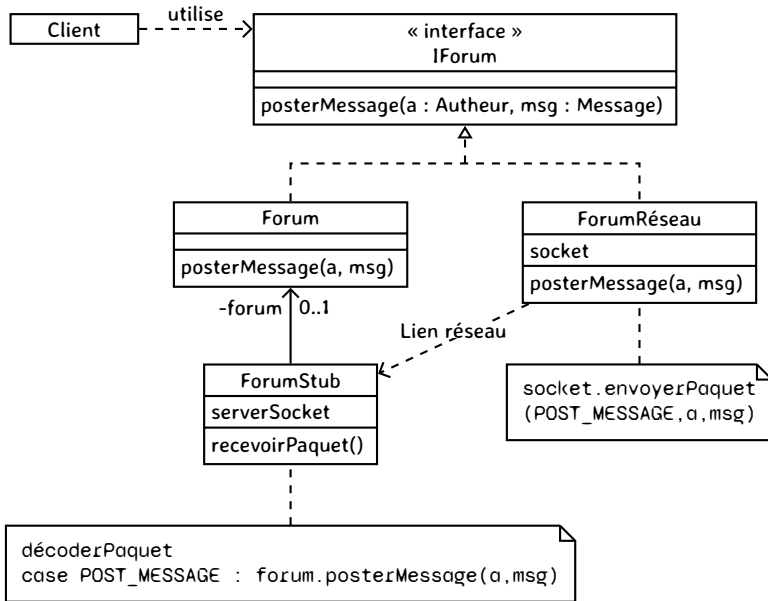 Client
utilise
« interface »
IForum
posterMessage(a : Autheur, msg : Message)
Forum
posterMessage(a, msg)
ForumRéseau
socket
posterMessage(a, msg)
-forum 0..1
Lien réseau
ForumStub
serverSocket
recevoirPaquet()
socket.envoyerPaquet
(POST_MESSAGE,a,msg)
décoderPaquet
case POST_MESSAGE : forum.posterMessage(a,msg)